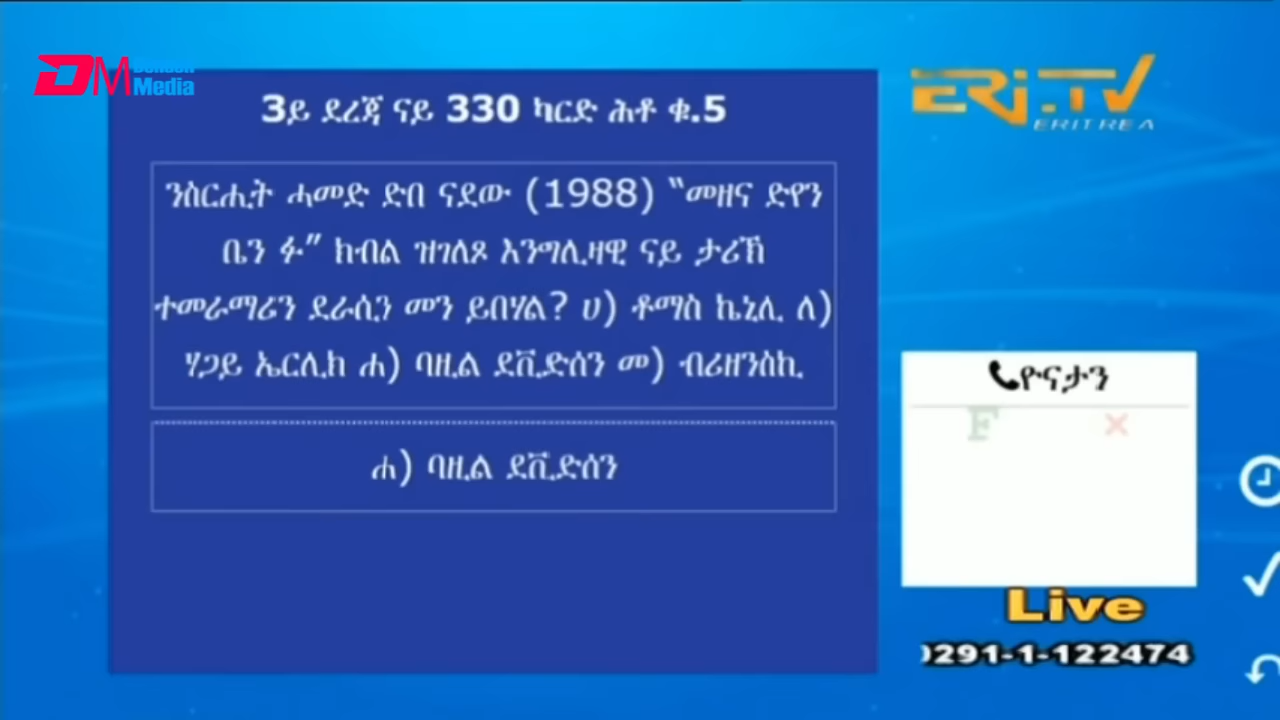 DM
Media
ERi.TV
ERITREA
3ይ ደረጃ ናይ 330 ካርድ ሕቶ ቁ.5
ንስርሒት ሓመድ ድበ ናደው (1988) “መዘና ድየን
ቤን ፉ” ክብል ዝገለጾ እንግሊዛዊ ናይ ታሪኽ
ተመራማሪን ደራሲን መን ይበሃል? ሀ) ቶማስ ኬኒሊ ለ)
ሃጋይ ኤርሊክ ሐ) ባዚል ደቪድሰን መ) ብሪዘንስኪ
ሐ) ባዚል ደቪድሰን
ዮናታን
F
Live
0291-1-122474